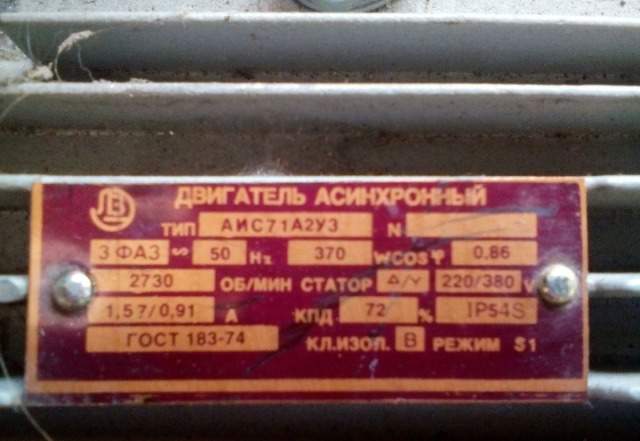 ДВИГАТЕЛЬ АСИНХРОННЫЙ
ТИП АИС71А2У3 N
3 ФАЗ ~ 50 Hz 370 W COS φ 0,86
2730 ОБ/МИН СТАТОР Δ/Y 220/380 V
1,57/0,91 А КПД 72 % IP54S
ГОСТ 183-74 КЛ.ИЗОЛ. В РЕЖИМ S1